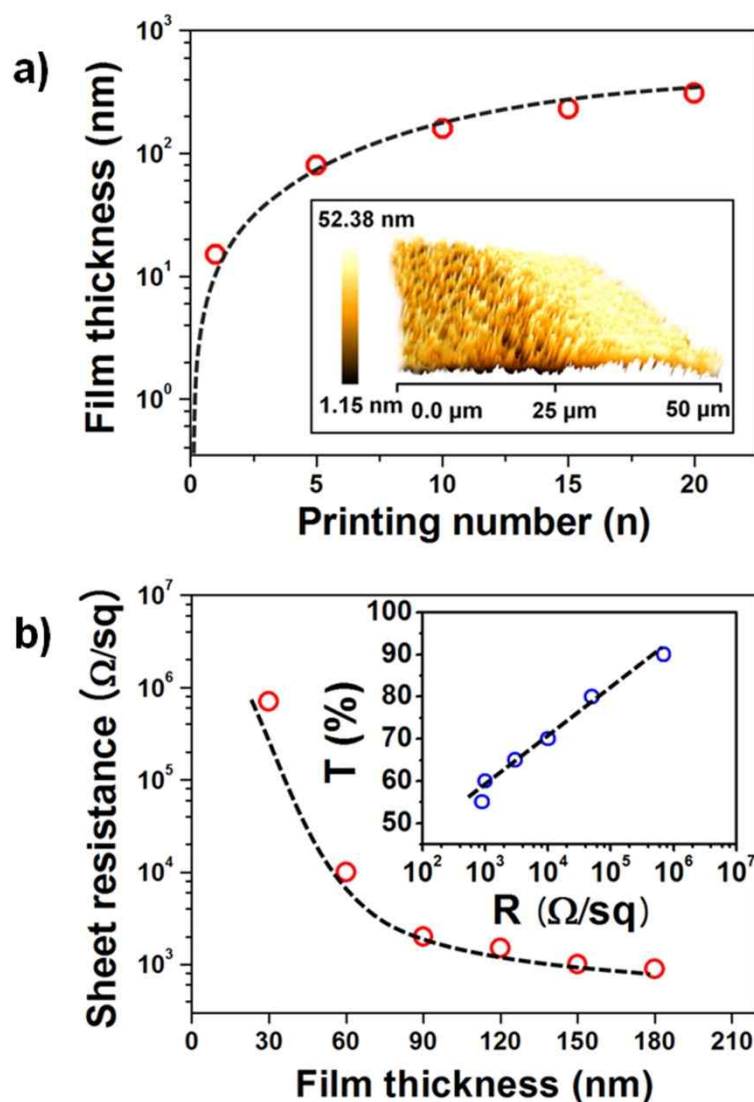 a)
Film thickness (nm)
10³
10²
10¹
10⁰
52.38 nm
1.15 nm
0.0 µm 25 µm 50 µm
0 5 10 15 20
Printing number (n)
b)
Sheet resistance (Ω/sq)
10⁷
10⁶
10⁵
10⁴
10³
T (%)
100
90
80
70
60
50
10² 10³ 10⁴ 10⁵ 10⁶ 10⁷
R (Ω/sq)
0 30 60 90 120 150 180 210
Film thickness (nm)